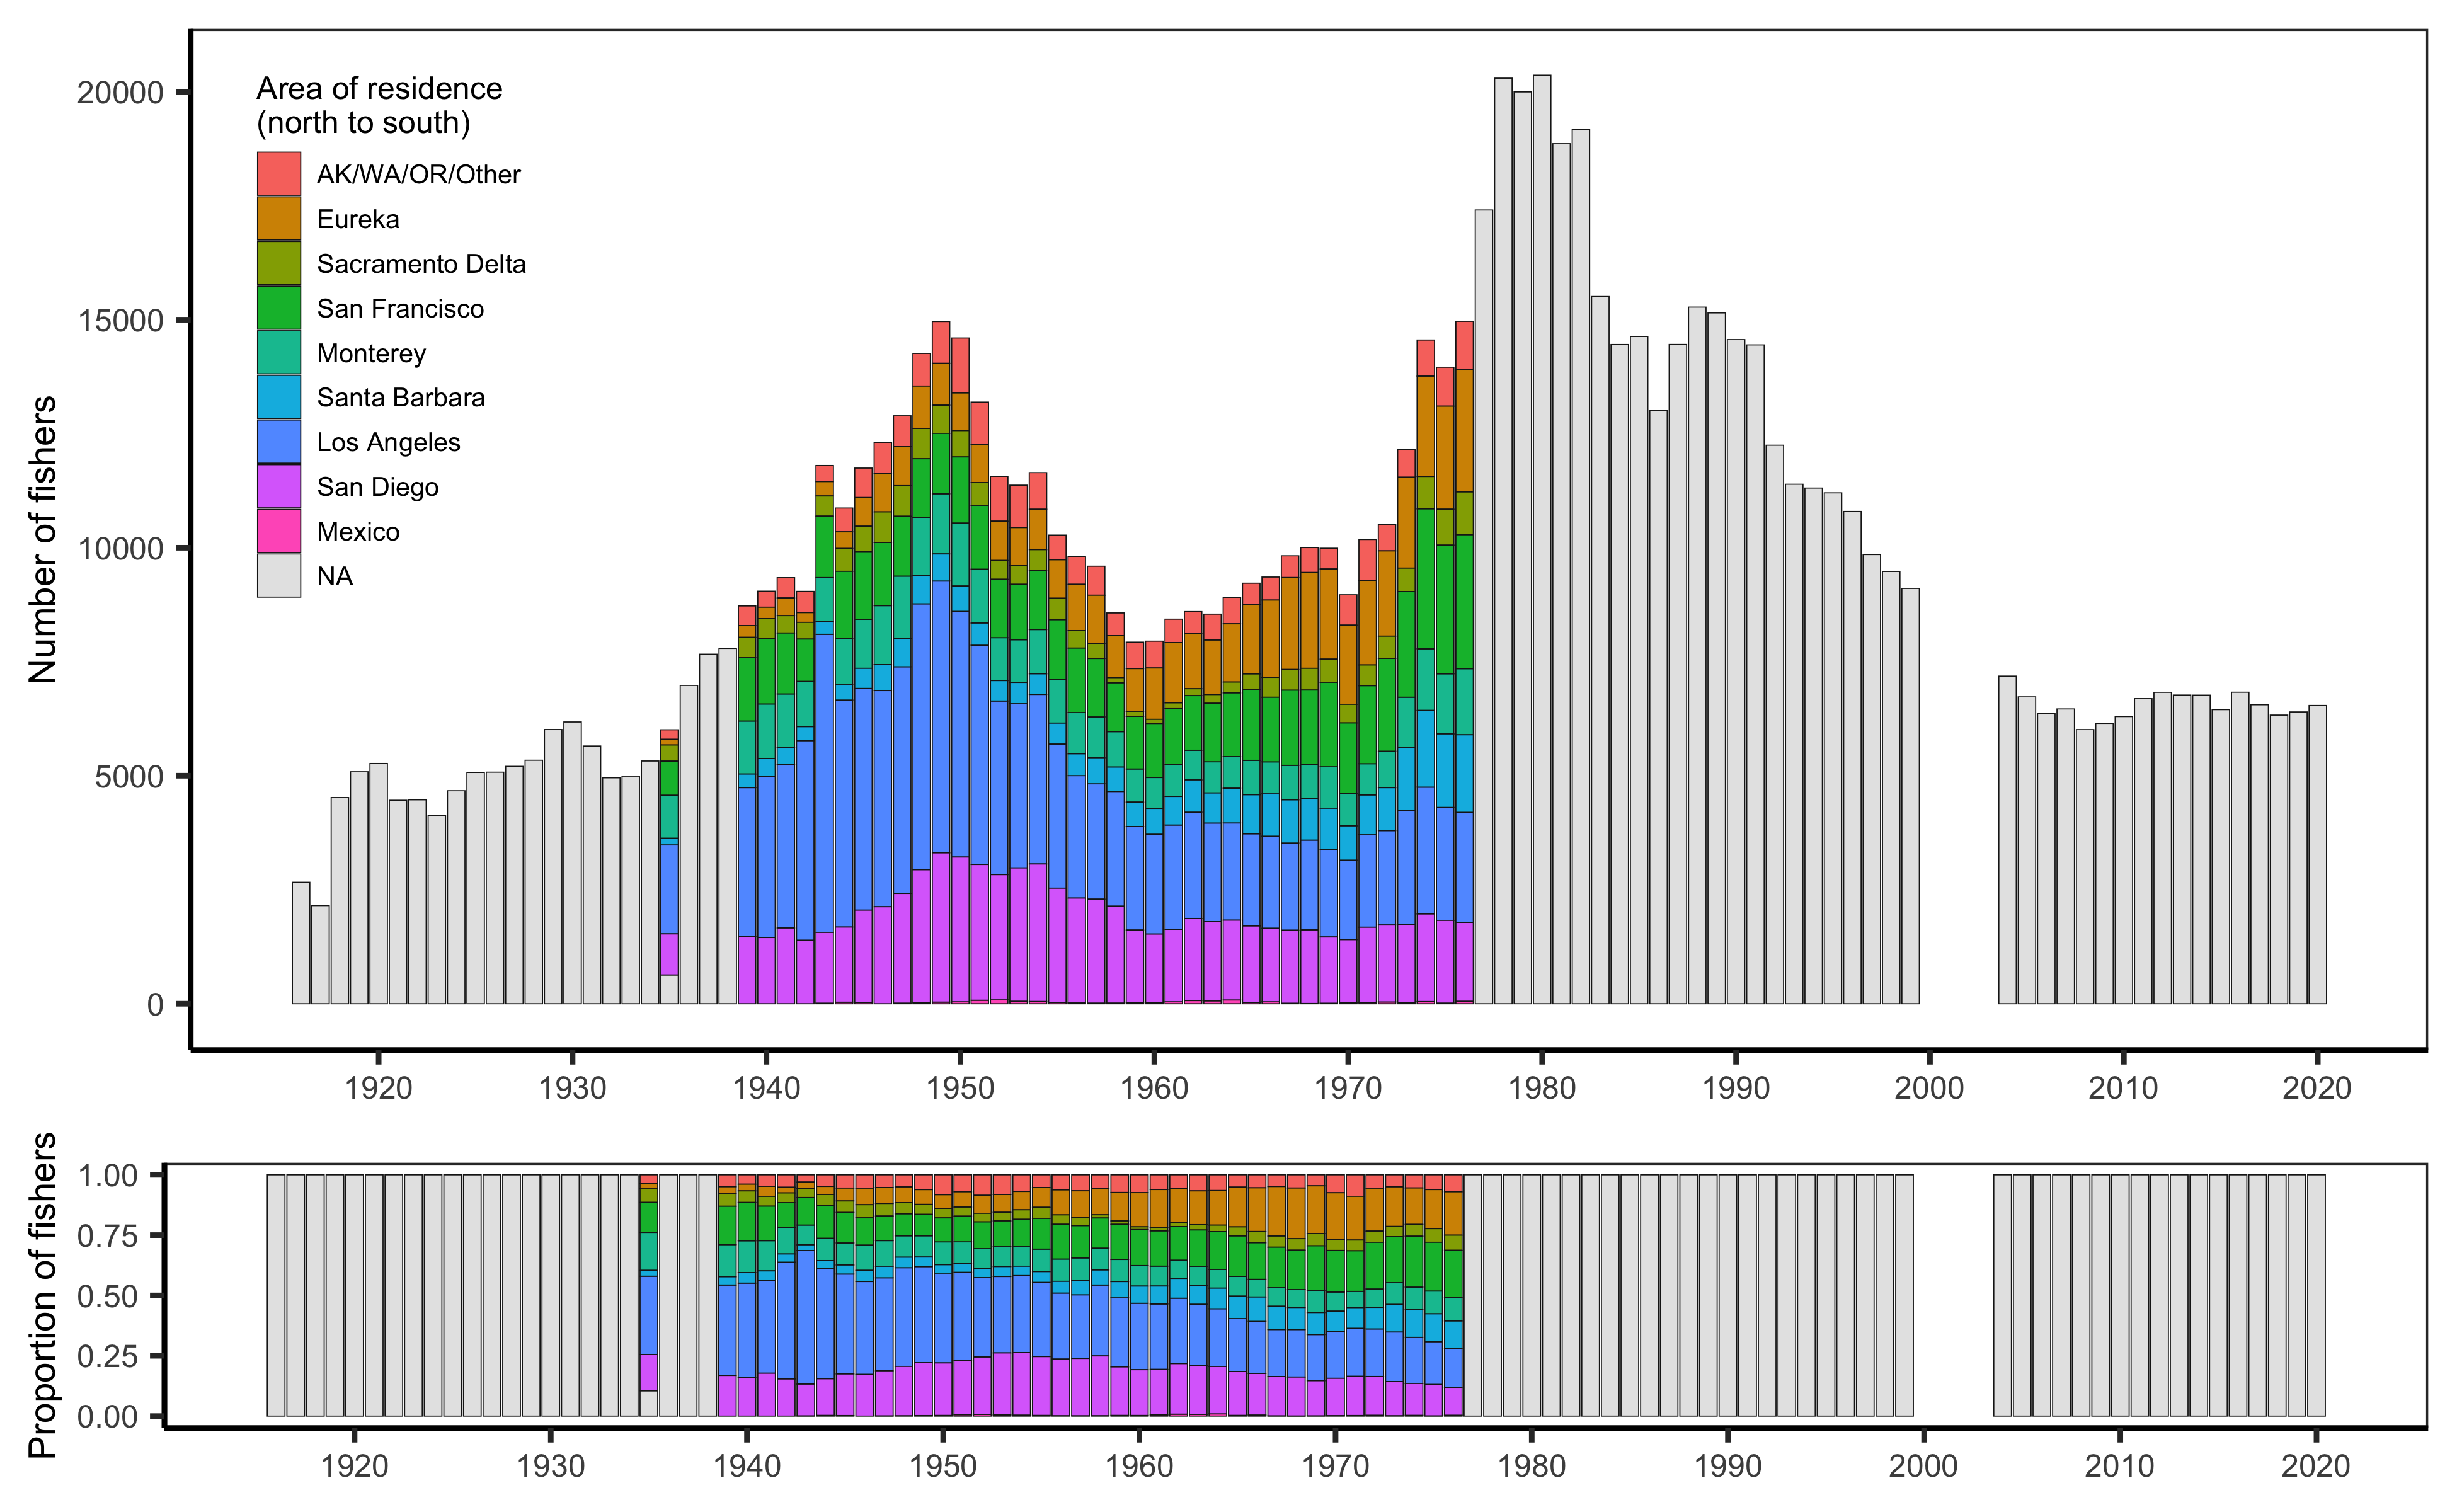 Number of fishers
20000
15000
10000
5000
0
Area of residence
(north to south)
AK/WA/OR/Other
Eureka
Sacramento Delta
San Francisco
Monterey
Santa Barbara
Los Angeles
San Diego
Mexico
NA
1920 1930 1940 1950 1960 1970 1980 1990 2000 2010 2020
Proportion of fishers
1.00
0.75
0.50
0.25
0.00
1920 1930 1940 1950 1960 1970 1980 1990 2000 2010 2020